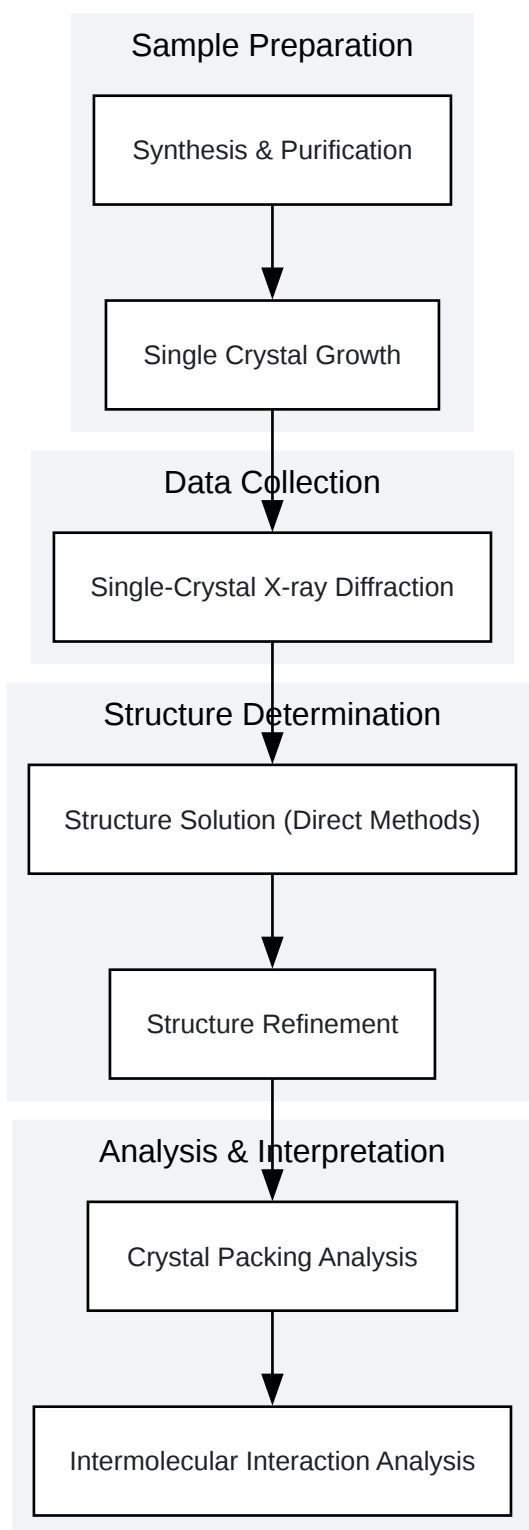 Sample Preparation
Synthesis & Purification
Single Crystal Growth
Data Collection
Single-Crystal X-ray Diffraction
Structure Determination
Structure Solution (Direct Methods)
Structure Refinement
Analysis & Interpretation
Crystal Packing Analysis
Intermolecular Interaction Analysis